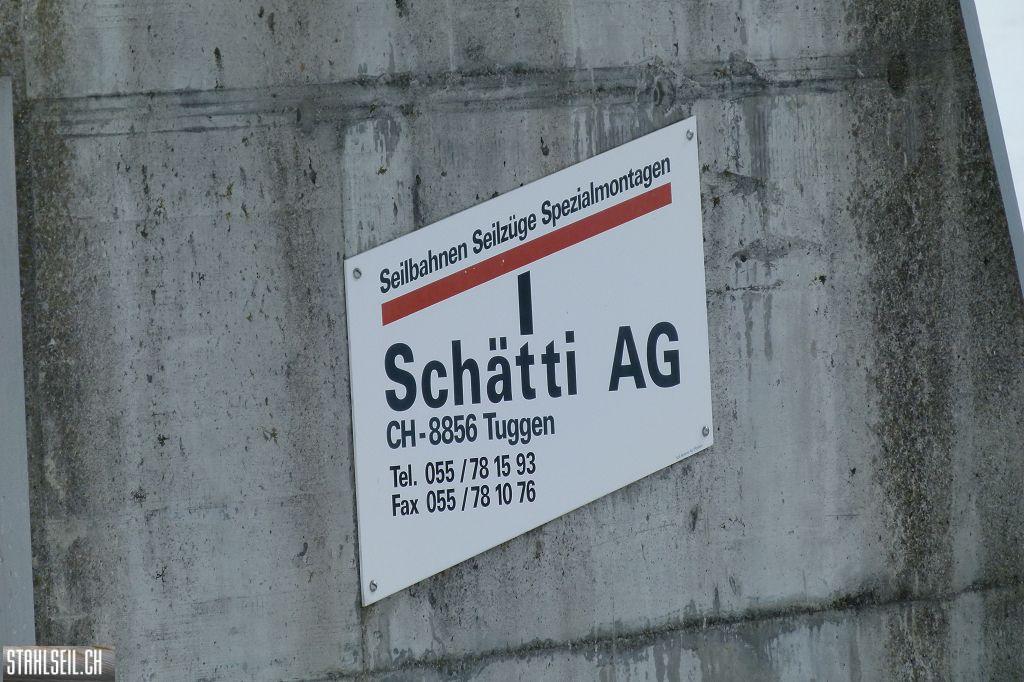 Seilbahnen Seilzüge Spezialmontagen
Schätti AG
CH-8856 Tuggen
Tel. 055/78 15 93
Fax 055/78 10 76
STAHLSEIL.CH